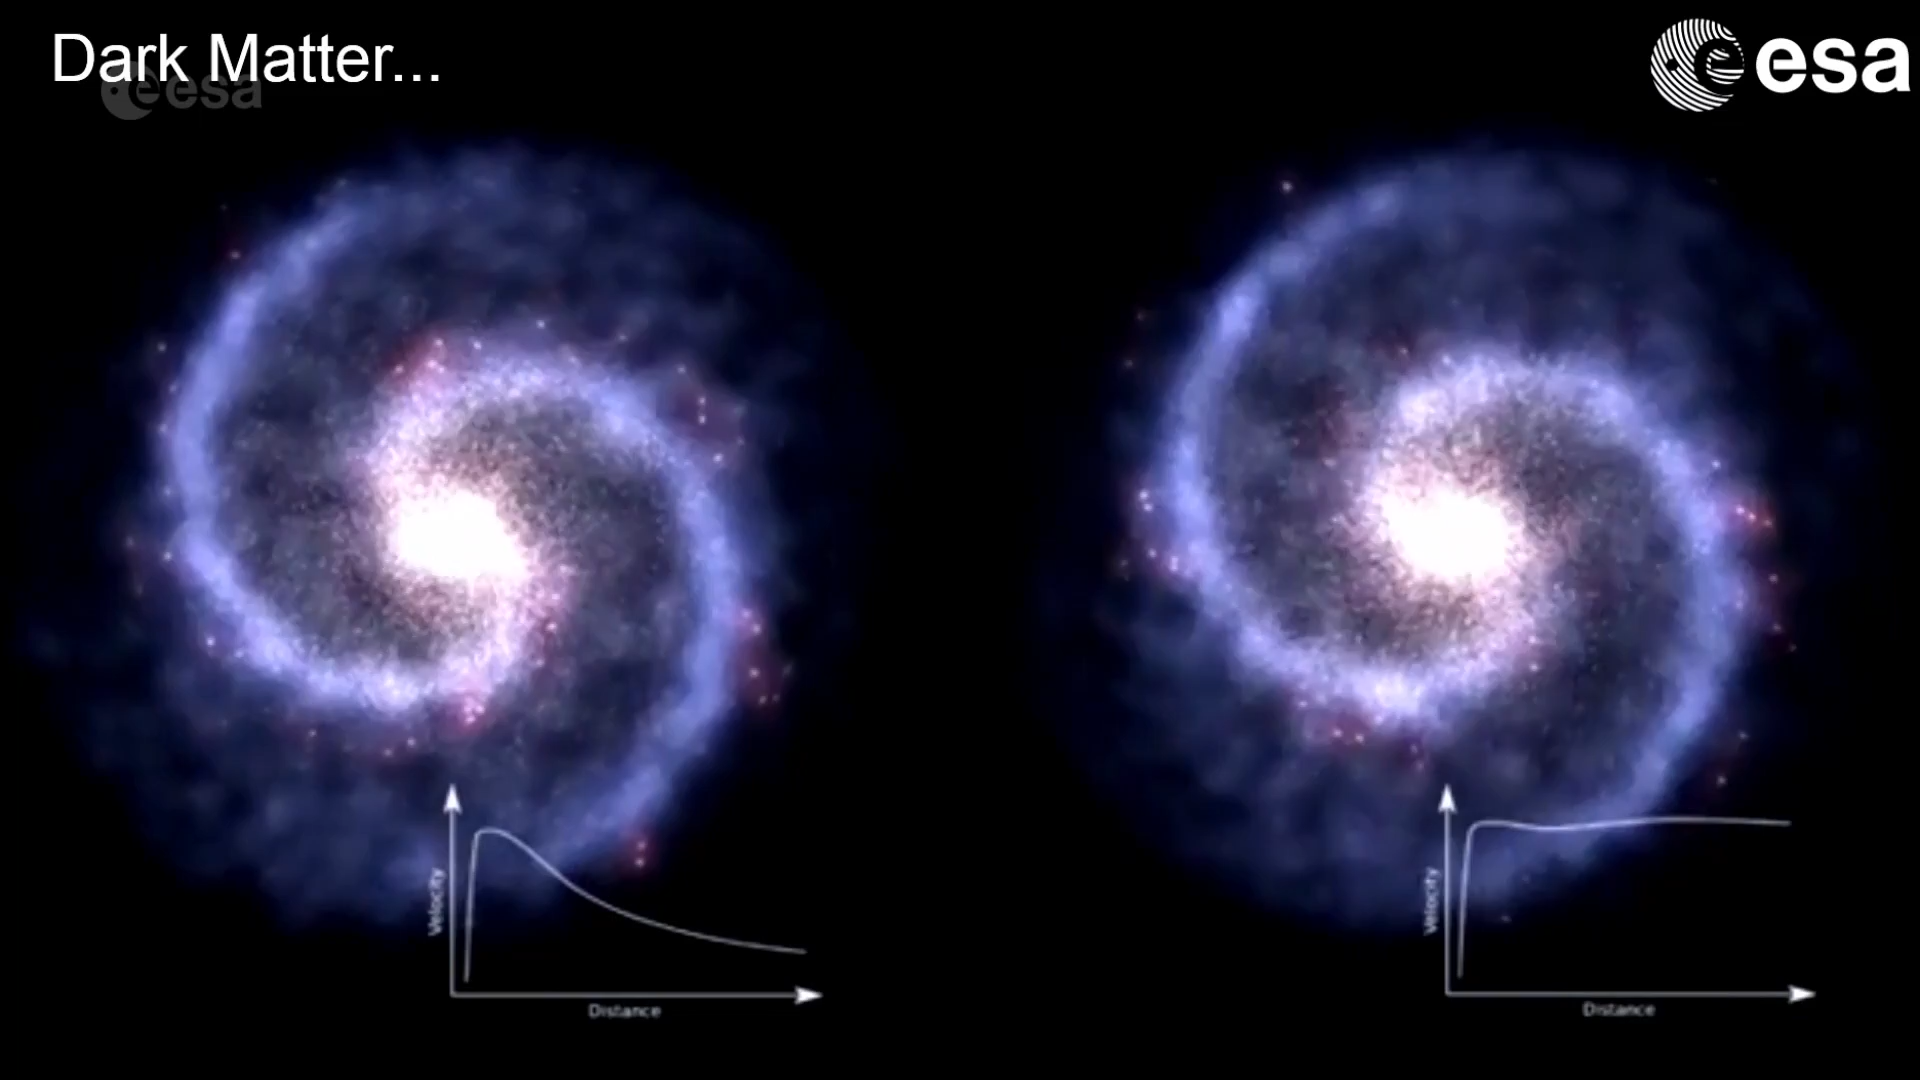 Dark Matter...
esa
esa
Velocity
Distance
Velocity
Distance